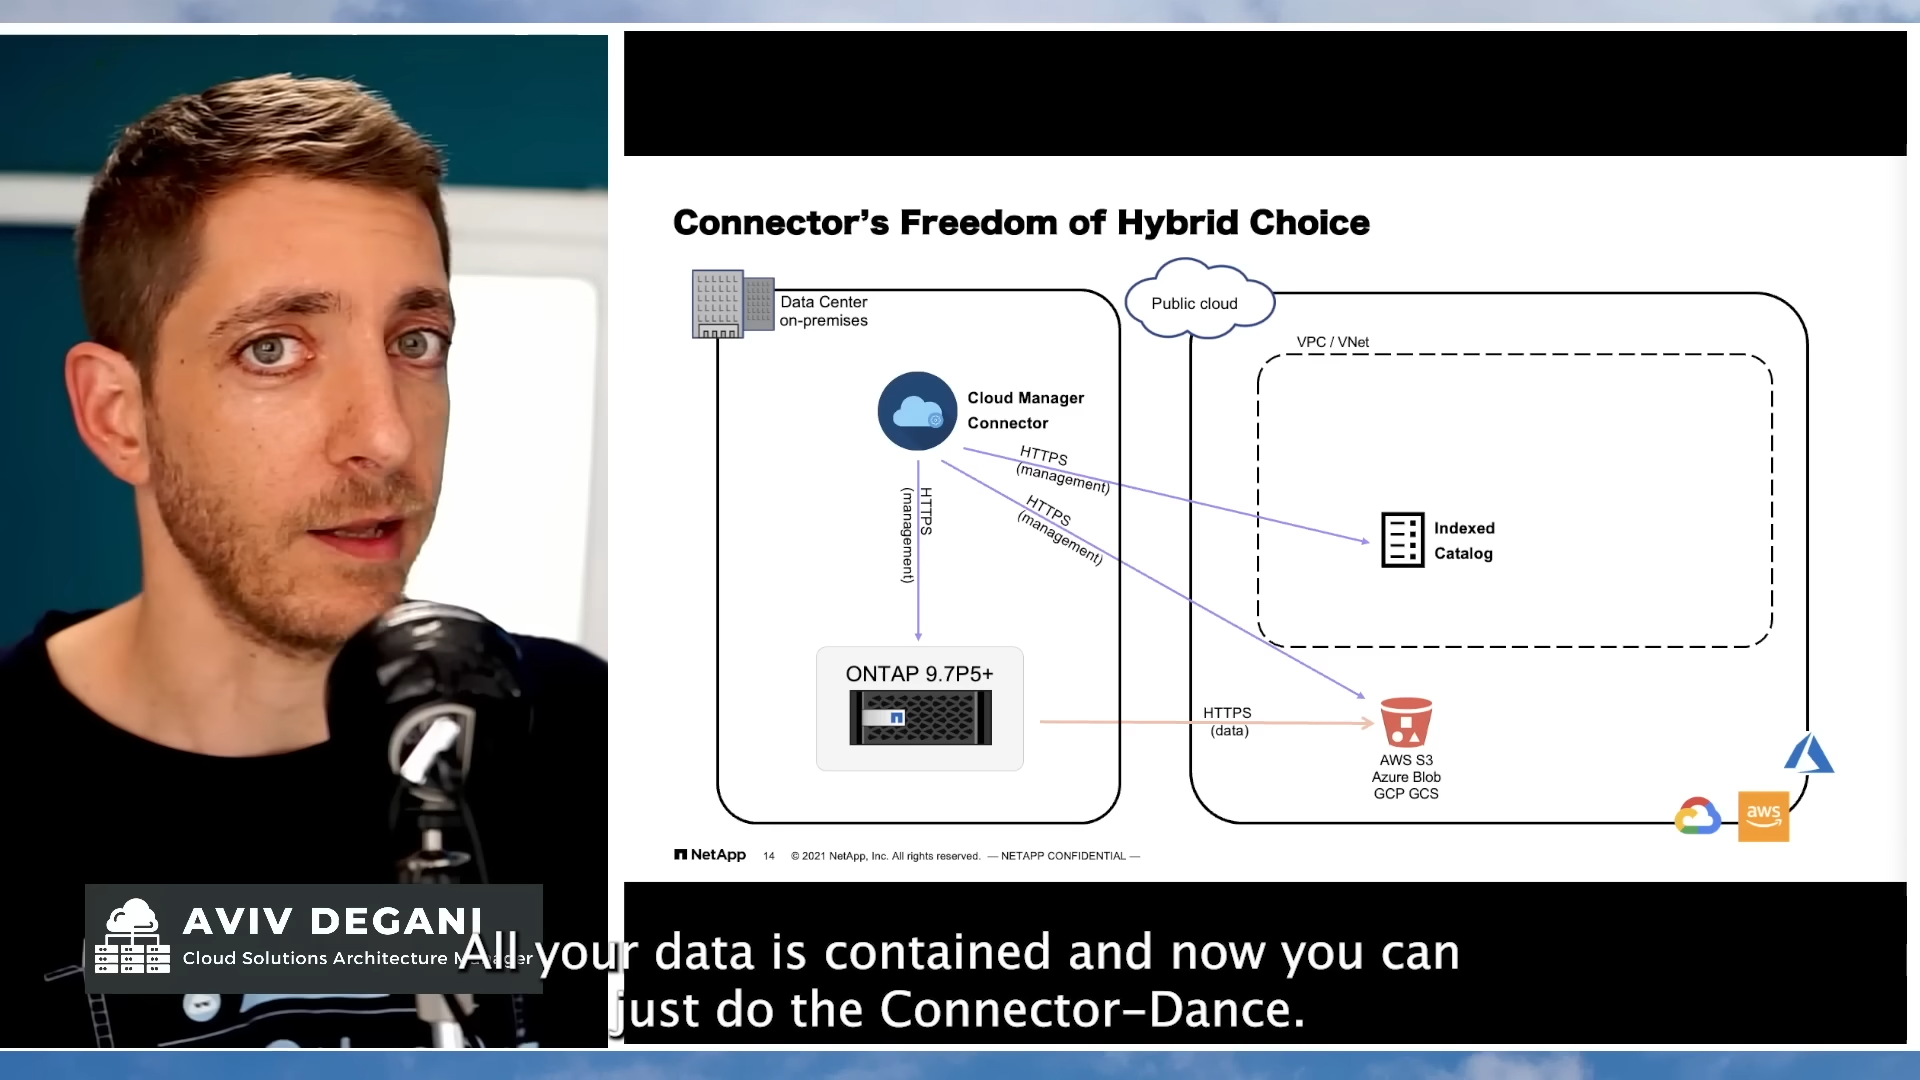 Connector's Freedom of Hybrid Choice
Data Center
on-premises
Public cloud
VPC / VNet
Cloud Manager
Connector
HTTPS
(management)
HTTPS
(management)
HTTPS
(management)
Indexed
Catalog
ONTAP 9.7P5+
HTTPS
(data)
AWS S3
Azure Blob
GCP GCS
aws
NetApp 14 © 2021 NetApp, Inc. All rights reserved. — NETAPP CONFIDENTIAL —
AVIV DEGANI
Cloud Solutions Architecture Manager
All your data is contained and now you can
just do the Connector-Dance.